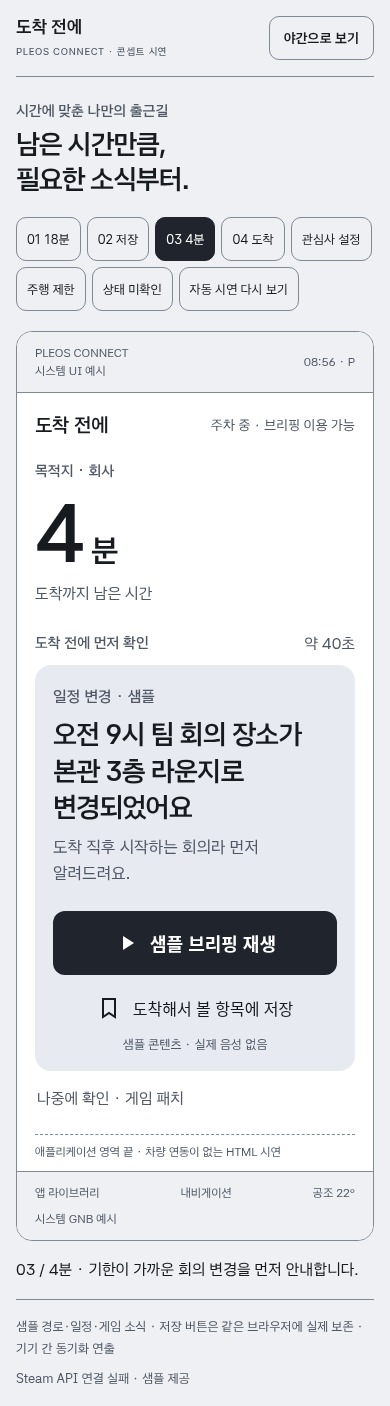 도착 전에
PLEOS CONNECT · 콘셉트 시연
야간으로 보기
시간에 맞춘 나만의 출근길
남은 시간만큼,
필요한 소식부터.
01 18분
02 저장
03 4분
04 도착
관심사 설정
주행 제한
상태 미확인
자동 시연 다시 보기
PLEOS CONNECT
시스템 UI 예시
08:56 · P
도착 전에
주차 중 · 브리핑 이용 가능
목적지 · 회사
4분
도착까지 남은 시간
도착 전에 먼저 확인
약 40초
일정 변경 · 샘플
오전 9시 팀 회의 장소가
본관 3층 라운지로
변경되었어요
도착 직후 시작하는 회의라 먼저
알려드려요.
샘플 브리핑 재생
도착해서 볼 항목에 저장
샘플 콘텐츠 · 실제 음성 없음
나중에 확인 · 게임 패치
애플리케이션 영역 끝 · 차량 연동이 없는 HTML 시연
앱 라이브러리
내비게이션
공조 22°
시스템 GNB 예시
03 / 4분 · 기한이 가까운 회의 변경을 먼저 안내합니다.
샘플 경로·일정·게임 소식 · 저장 버튼은 같은 브라우저에 실제 보존 ·
기기 간 동기화 연출
Steam API 연결 실패 · 샘플 제공